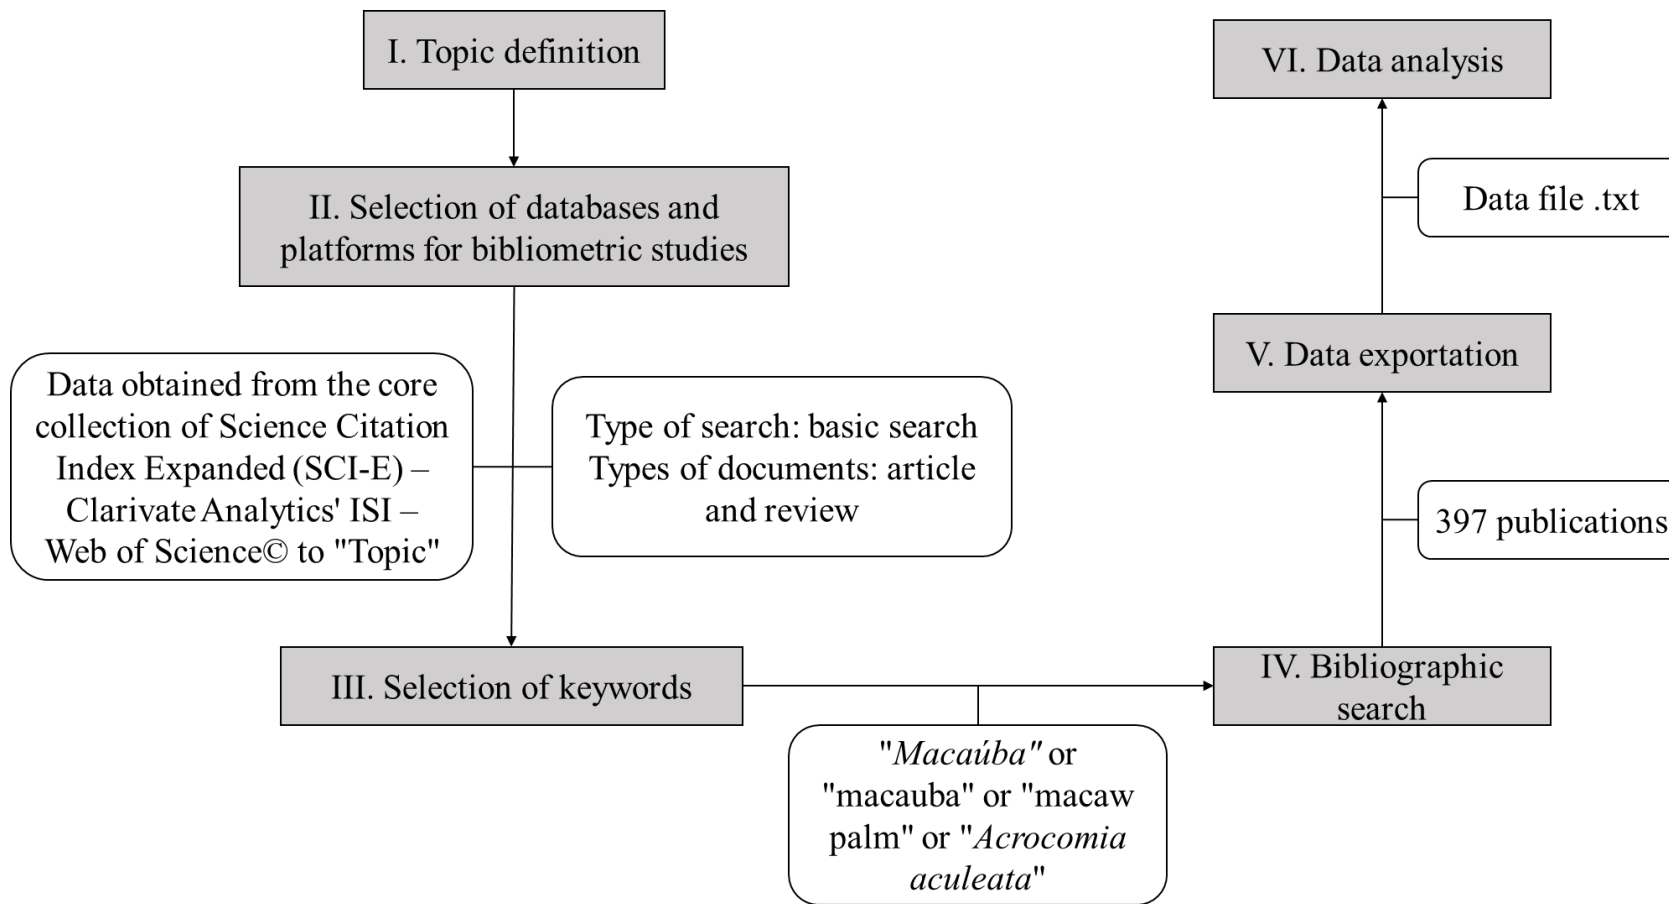 I. Topic definition
II. Selection of databases and
platforms for bibliometric studies
Data obtained from the core
collection of Science Citation
Index Expanded (SCI-E) –
Clarivate Analytics' ISI –
Web of Science© to "Topic"
Type of search: basic search
Types of documents: article
and review
III. Selection of keywords
"Macaúba" or
"macauba" or "macaw
palm" or "Acrocomia
aculeata"
IV. Bibliographic
search
397 publications
V. Data exportation
Data file .txt
VI. Data analysis